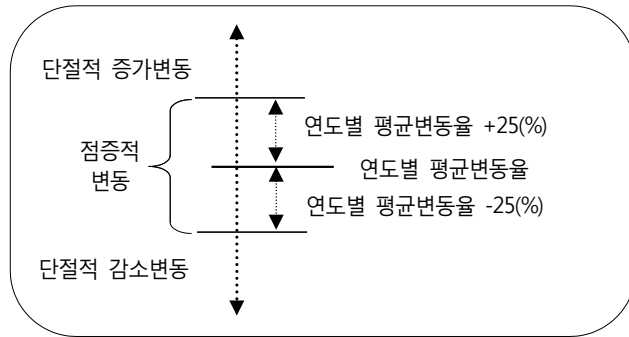 단절적 증가변동
연도별 평균변동율 +25(%)
점증적
변동
연도별 평균변동율
연도별 평균변동율 -25(%)
단절적 감소변동